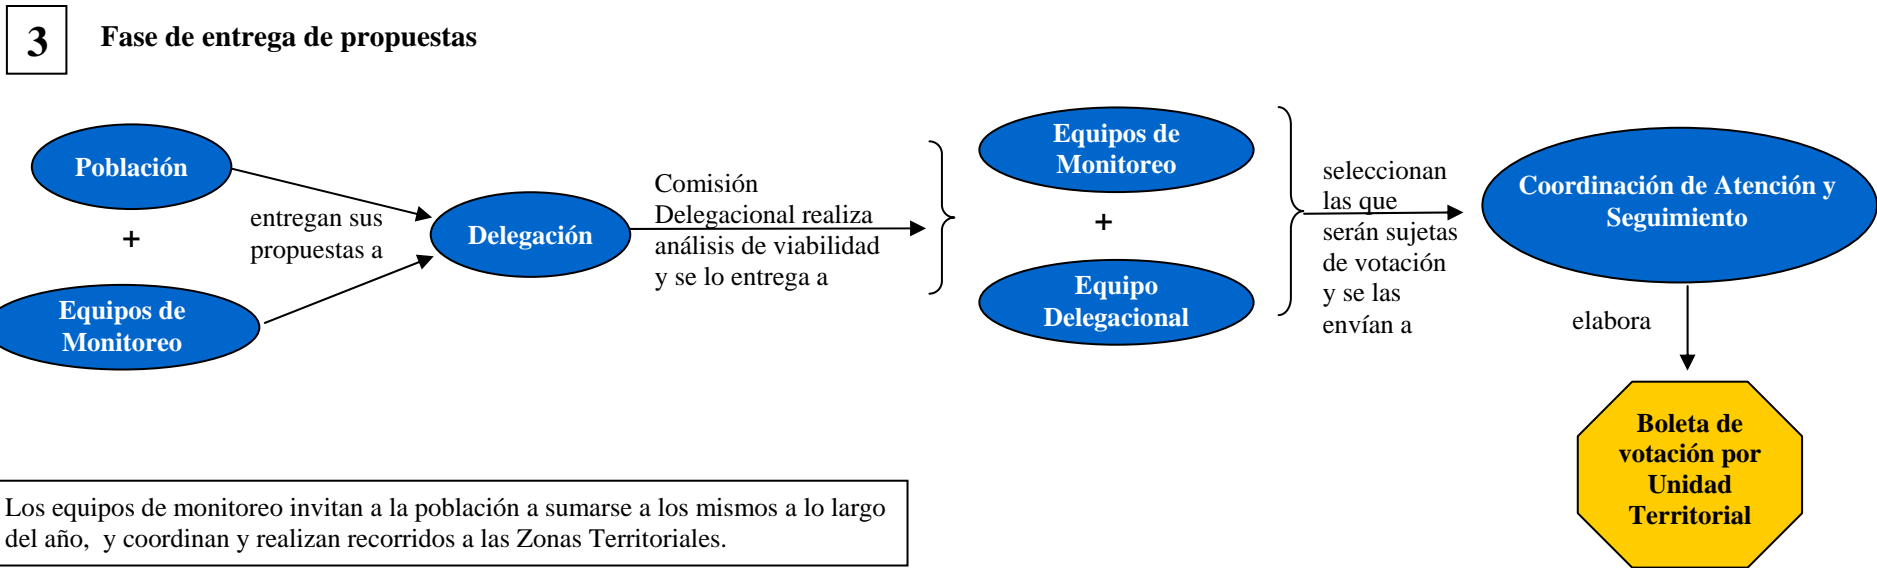 3
Fase de entrega de propuestas
Población
+
Equipos de
Monitoreo
entregan sus
propuestas a
Delegación
Comisión
Delegacional realiza
análisis de viabilidad
y se lo entrega a
Equipos de
Monitoreo
+
Equipo
Delegacional
seleccionan
las que
serán sujetas
de votación
y se las
envían a
Coordinación de Atención y
Seguimiento
elabora
Boleta de
votación por
Unidad
Territorial
Los equipos de monitoreo invitan a la población a sumarse a los mismos a lo largo
del año,  y coordinan y realizan recorridos a las Zonas Territoriales.